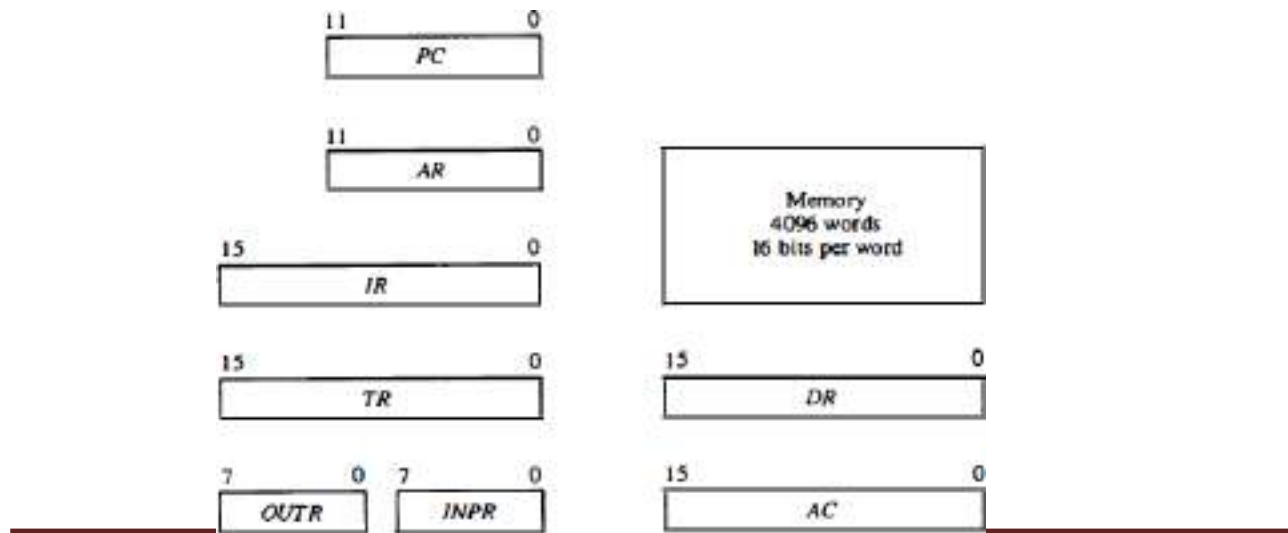 11 0
PC
11 0
AR
Memory
4096 words
16 bits per word
15 0
IR
15 0
TR
15 0
DR
7 0
OUTR
7 0
INPR
15 0
AC